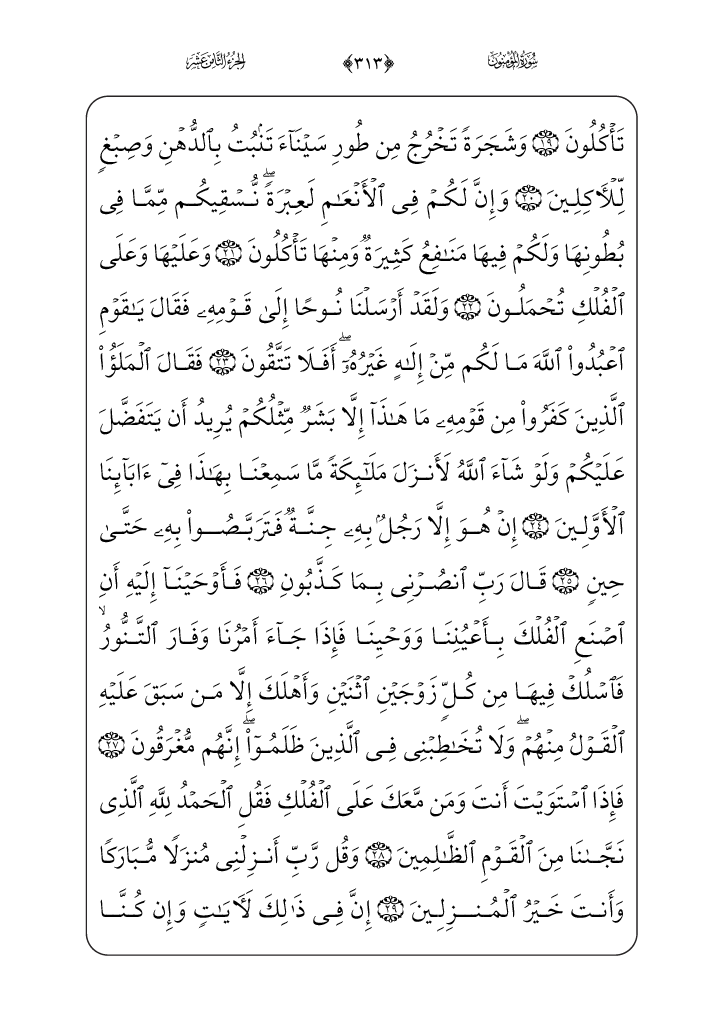 سُورَةُ المُؤْمِنُونَ ﴿٣١٣﴾ الجُزْءُ الثَّامِنَ عَشَرَ
تَأۡكُلُونَ ١٩ وَشَجَرَةٗ تَخۡرُجُ مِن طُورِ سَيۡنَآءَ تَنۢبُتُ بِٱلدُّهۡنِ وَصِبۡغٖ
لِّلۡأٓكِلِينَ ٢٠ وَإِنَّ لَكُمۡ فِي ٱلۡأَنۡعَٰمِ لَعِبۡرَةٗۖ نُّسۡقِيكُم مِّمَّا فِي
بُطُونِهَا وَلَكُمۡ فِيهَا مَنَٰفِعُ كَثِيرَةٞ وَمِنۡهَا تَأۡكُلُونَ ٢١ وَعَلَيۡهَا وَعَلَى
ٱلۡفُلۡكِ تُحۡمَلُونَ ٢٢ وَلَقَدۡ أَرۡسَلۡنَا نُوحًا إِلَىٰ قَوۡمِهِۦ فَقَالَ يَٰقَوۡمِ
ٱعۡبُدُواْ ٱللَّهَ مَا لَكُم مِّنۡ إِلَٰهٍ غَيۡرُهُۥٓۖ أَفَلَا تَتَّقُونَ ٢٣ فَقَالَ ٱلۡمَلَؤُاْ
ٱلَّذِينَ كَفَرُواْ مِن قَوۡمِهِۦ مَا هَٰذَآ إِلَّا بَشَرٞ مِّثۡلُكُمۡ يُرِيدُ أَن يَتَفَضَّلَ
عَلَيۡكُمۡ وَلَوۡ شَآءَ ٱللَّهُ لَأَنزَلَ مَلَٰٓئِكَةٗ مَّا سَمِعۡنَا بِهَٰذَا فِيٓ ءَابَآئِنَا
ٱلۡأَوَّلِينَ ٢٤ إِنۡ هُوَ إِلَّا رَجُلُۢ بِهِۦ جِنَّةٞ فَتَرَبَّصُواْ بِهِۦ حَتَّىٰ
حِينٖ ٢٥ قَالَ رَبِّ ٱنصُرۡنِي بِمَا كَذَّبُونِ ٢٦ فَأَوۡحَيۡنَآ إِلَيۡهِ أَنِ
ٱصۡنَعِ ٱلۡفُلۡكَ بِأَعۡيُنِنَا وَوَحۡيِنَا فَإِذَا جَآءَ أَمۡرُنَا وَفَارَ ٱلتَّنُّورُ ۙ
فَٱسۡلُكۡ فِيهَا مِن كُلّٖ زَوۡجَيۡنِ ٱثۡنَيۡنِ وَأَهۡلَكَ إِلَّا مَن سَبَقَ عَلَيۡهِ
ٱلۡقَوۡلُ مِنۡهُمۡۖ وَلَا تُخَٰطِبۡنِي فِي ٱلَّذِينَ ظَلَمُوٓاْۖ إِنَّهُم مُّغۡرَقُونَ ٢٧
فَإِذَا ٱسۡتَوَيۡتَ أَنتَ وَمَن مَّعَكَ عَلَى ٱلۡفُلۡكِ فَقُلِ ٱلۡحَمۡدُ لِلَّهِ ٱلَّذِي
نَجَّىٰنَا مِنَ ٱلۡقَوۡمِ ٱلظَّٰلِمِينَ ٢٨ وَقُل رَّبِّ أَنزِلۡنِي مُنزَلٗا مُّبَارَكٗا
وَأَنتَ خَيۡرُ ٱلۡمُنزِلِينَ ٢٩ إِنَّ فِي ذَٰلِكَ لَأٓيَٰتٖ وَإِن كُنَّا